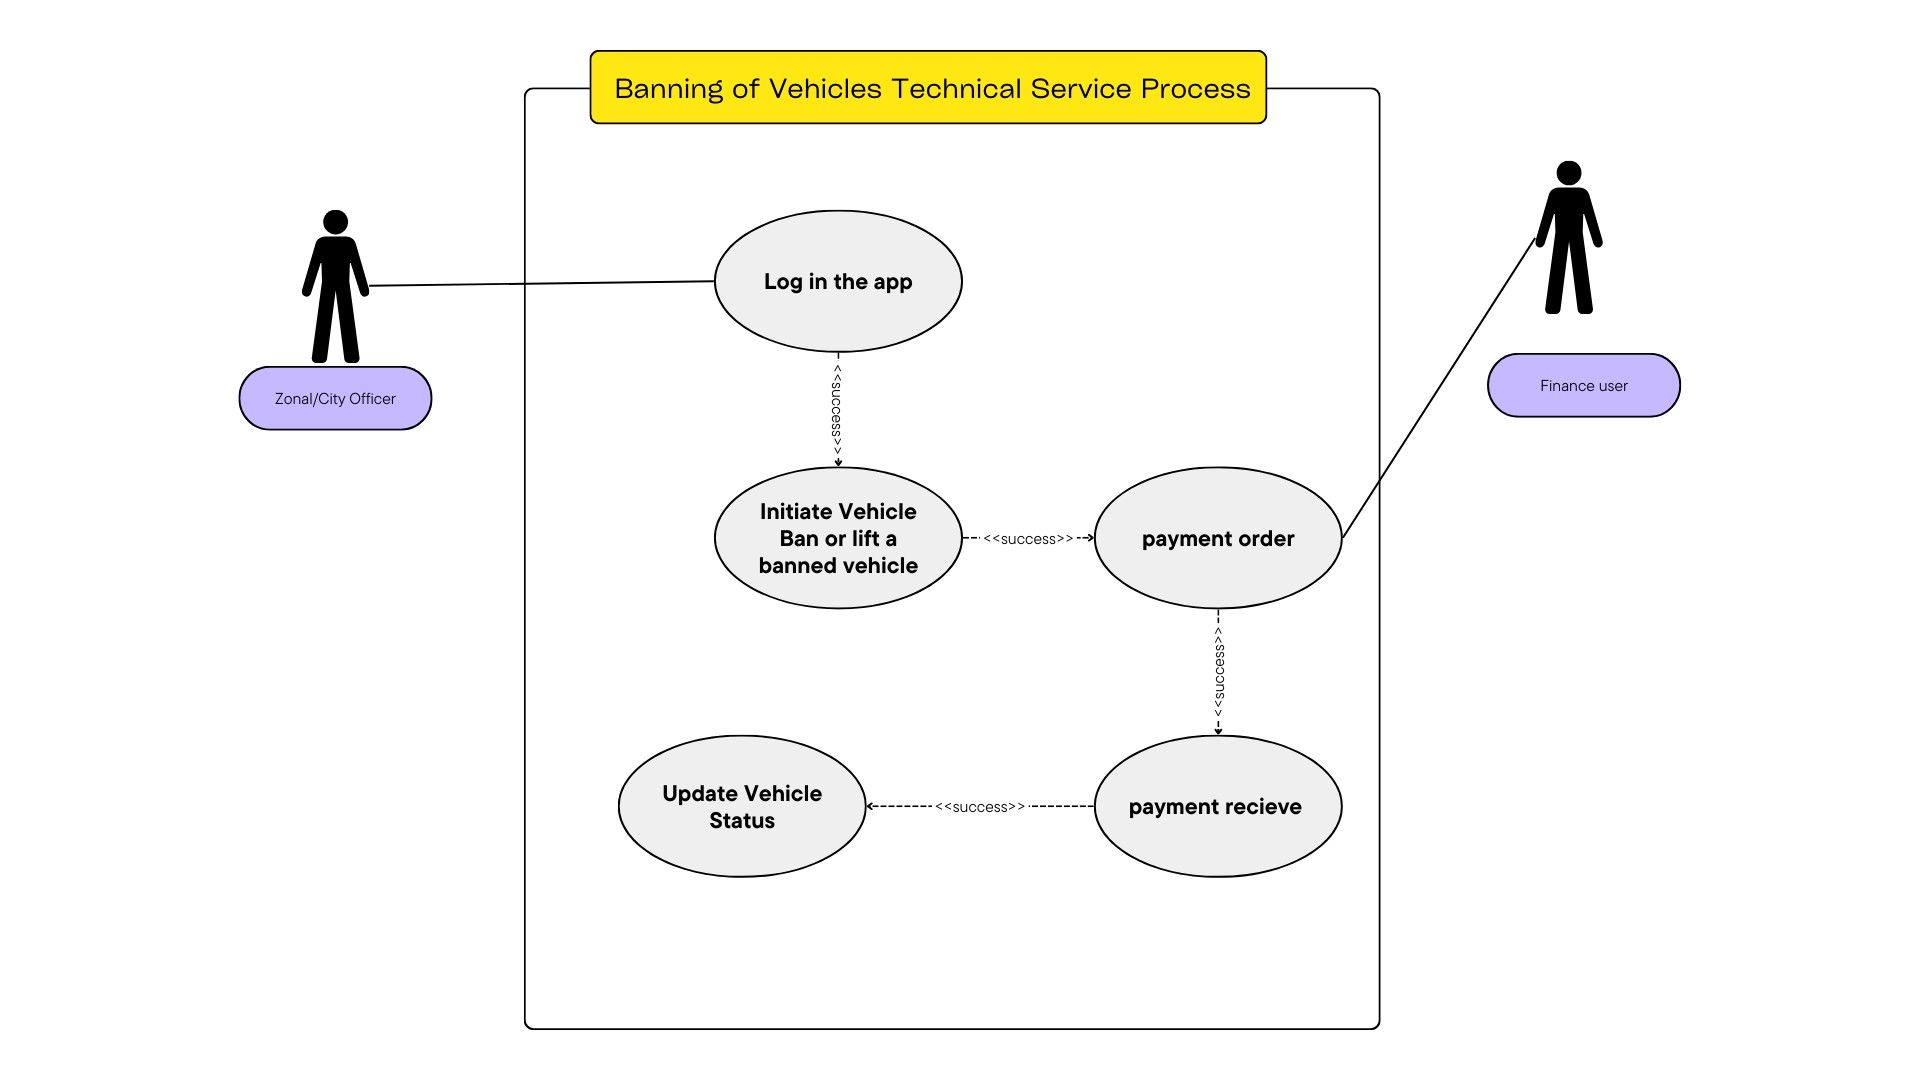 Banning of Vehicles Technical Service Process
Log in the app
Zonal/City Officer
Finance user
<<success>>
Initiate Vehicle
Ban or lift a
banned vehicle
<<success>>
payment order
<<success>>
Update Vehicle
Status
<<success>>
payment recieve